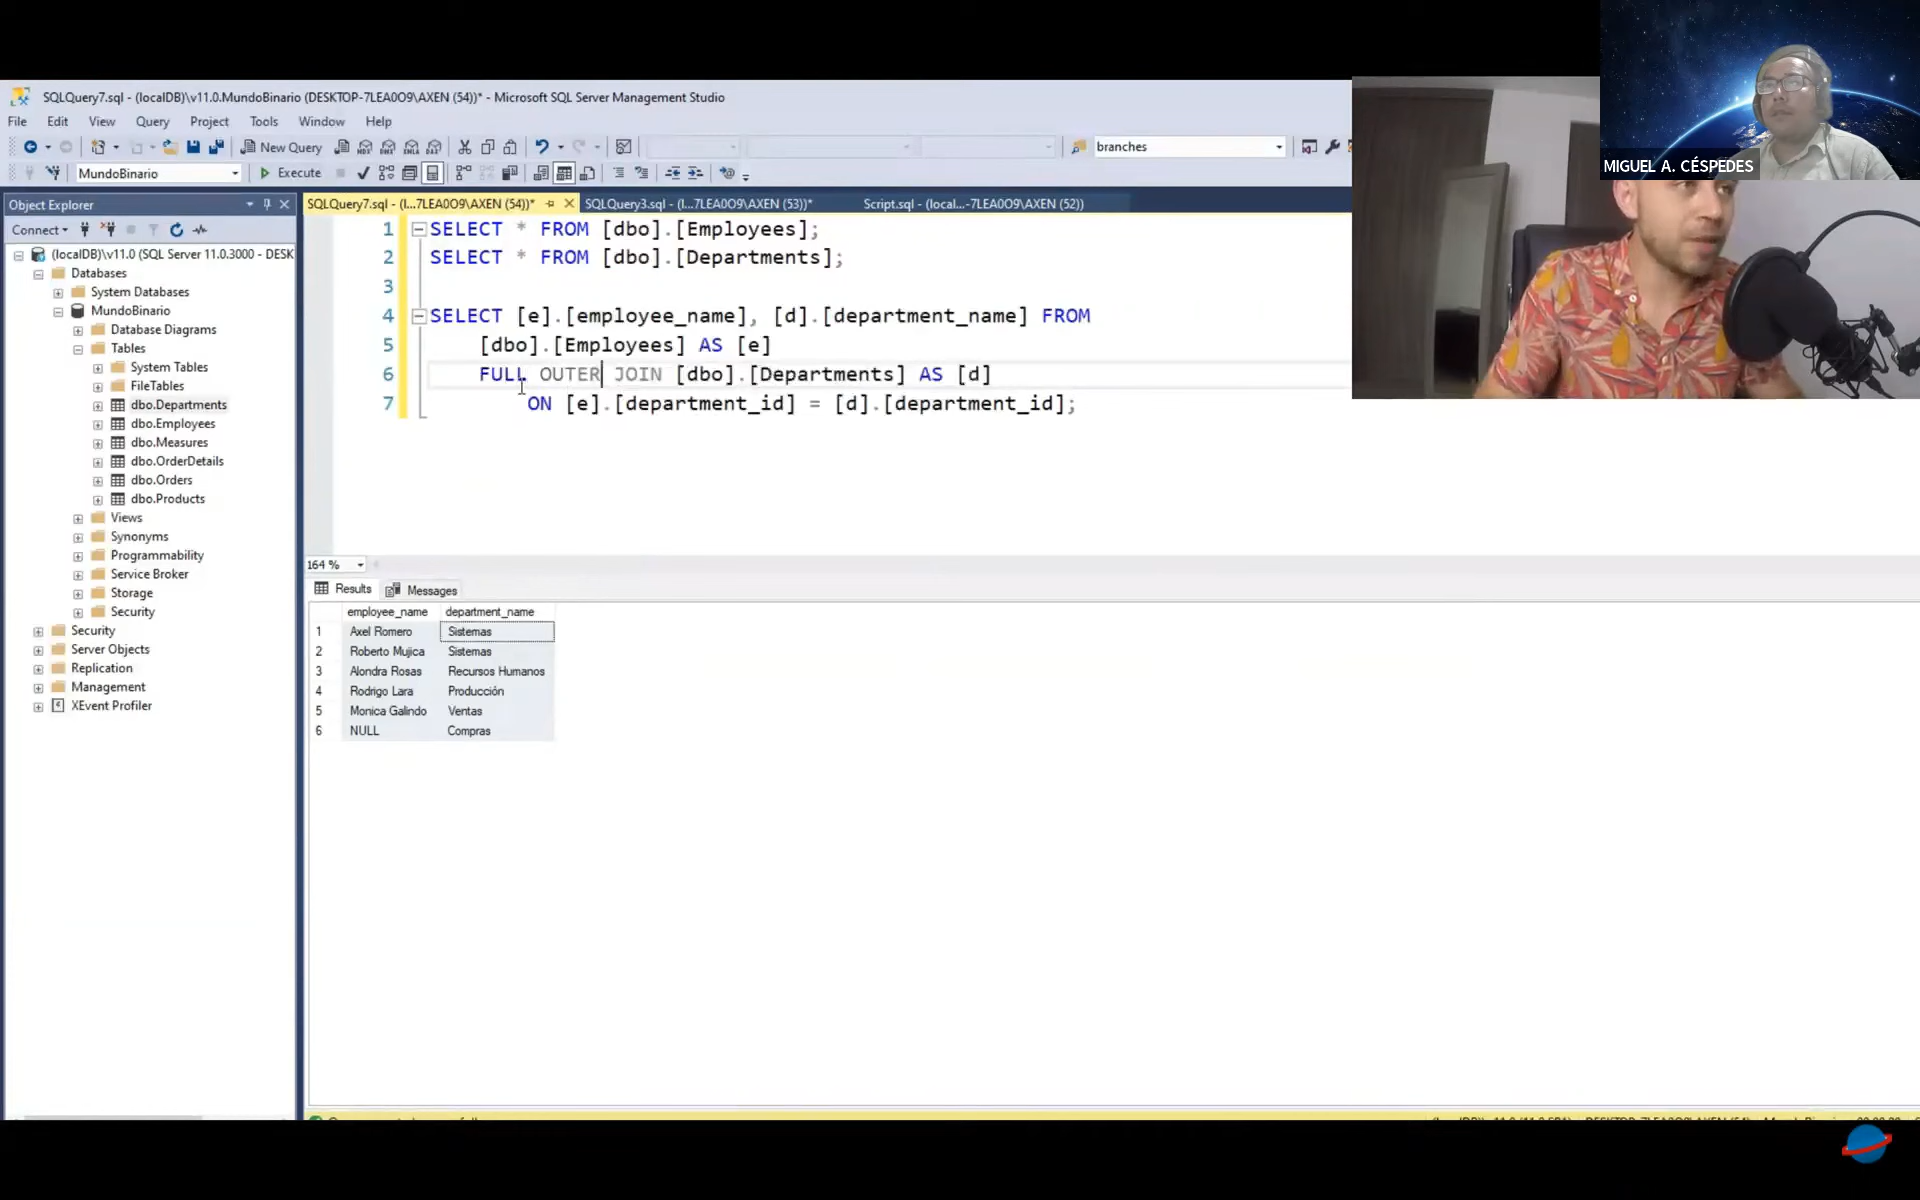 MIGUEL A. CÉSPEDES
SQLQuery7.sql - (localDB)\v11.0.MundoBinario (DESKTOP-7LEA0O9\AXEN (54))* - Microsoft SQL Server Management Studio
File Edit View Query Project Tools Window Help
New Query
branches
MundoBinario
Execute
Object Explorer
SQLQuery7.sql - (l...7LEA0O9\AXEN (54))*
SQLQuery3.sql - (l...7LEA0O9\AXEN (53))*
Script.sql - (local...-7LEA0O9\AXEN (52))
Connect
(localDB)\v11.0 (SQL Server 11.0.3000 - DESK
Databases
System Databases
MundoBinario
Database Diagrams
Tables
System Tables
FileTables
dbo.Departments
dbo.Employees
dbo.Measures
dbo.OrderDetails
dbo.Orders
dbo.Products
Views
Synonyms
Programmability
Service Broker
Storage
Security
Security
Server Objects
Replication
Management
XEvent Profiler
1 SELECT * FROM [dbo].[Employees];
2 SELECT * FROM [dbo].[Departments];
3
4 SELECT [e].[employee_name], [d].[department_name] FROM
5 [dbo].[Employees] AS [e]
6 FULL OUTER JOIN [dbo].[Departments] AS [d]
7 ON [e].[department_id] = [d].[department_id];
164 %
Results Messages
employee_name department_name
1 Axel Romero Sistemas
2 Roberto Mujica Sistemas
3 Alondra Rosas Recursos Humanos
4 Rodrigo Lara Producción
5 Monica Galindo Ventas
6 NULL Compras